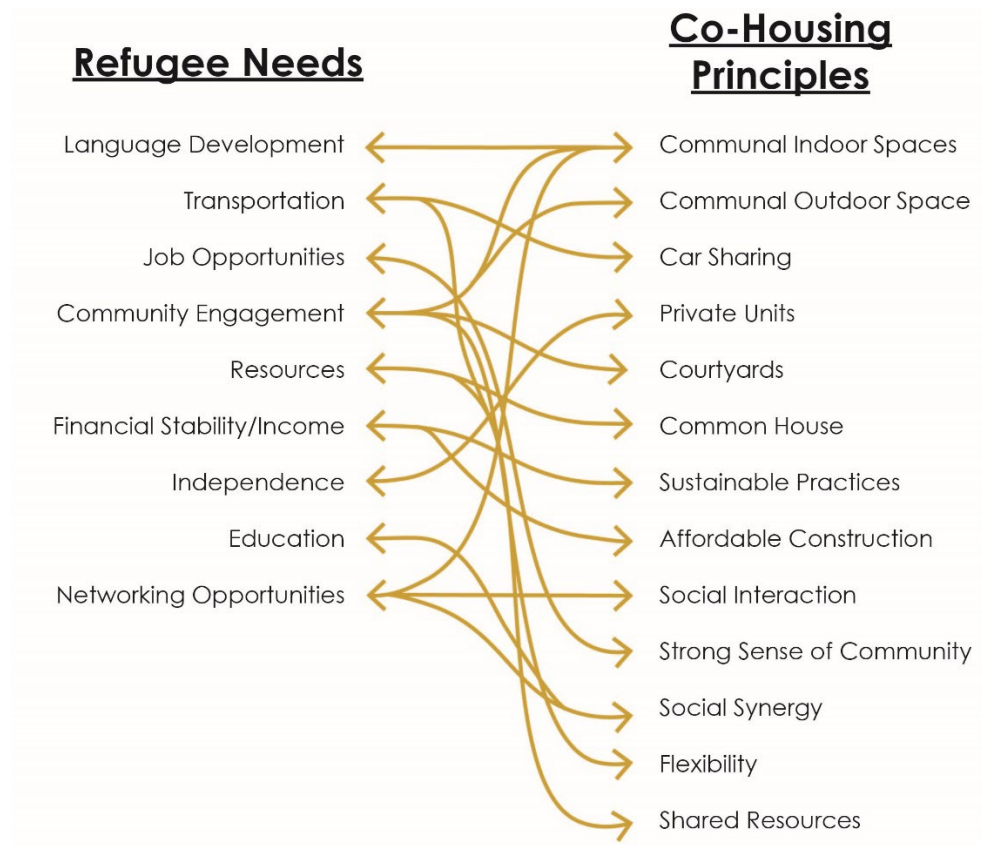 Refugee Needs
Language Development
Transportation
Job Opportunities
Community Engagement
Resources
Financial Stability/Income
Independence
Education
Networking Opportunities
Co-Housing
Principles
Communal Indoor Spaces
Communal Outdoor Space
Car Sharing
Private Units
Courtyards
Common House
Sustainable Practices
Affordable Construction
Social Interaction
Strong Sense of Community
Social Synergy
Flexibility
Shared Resources